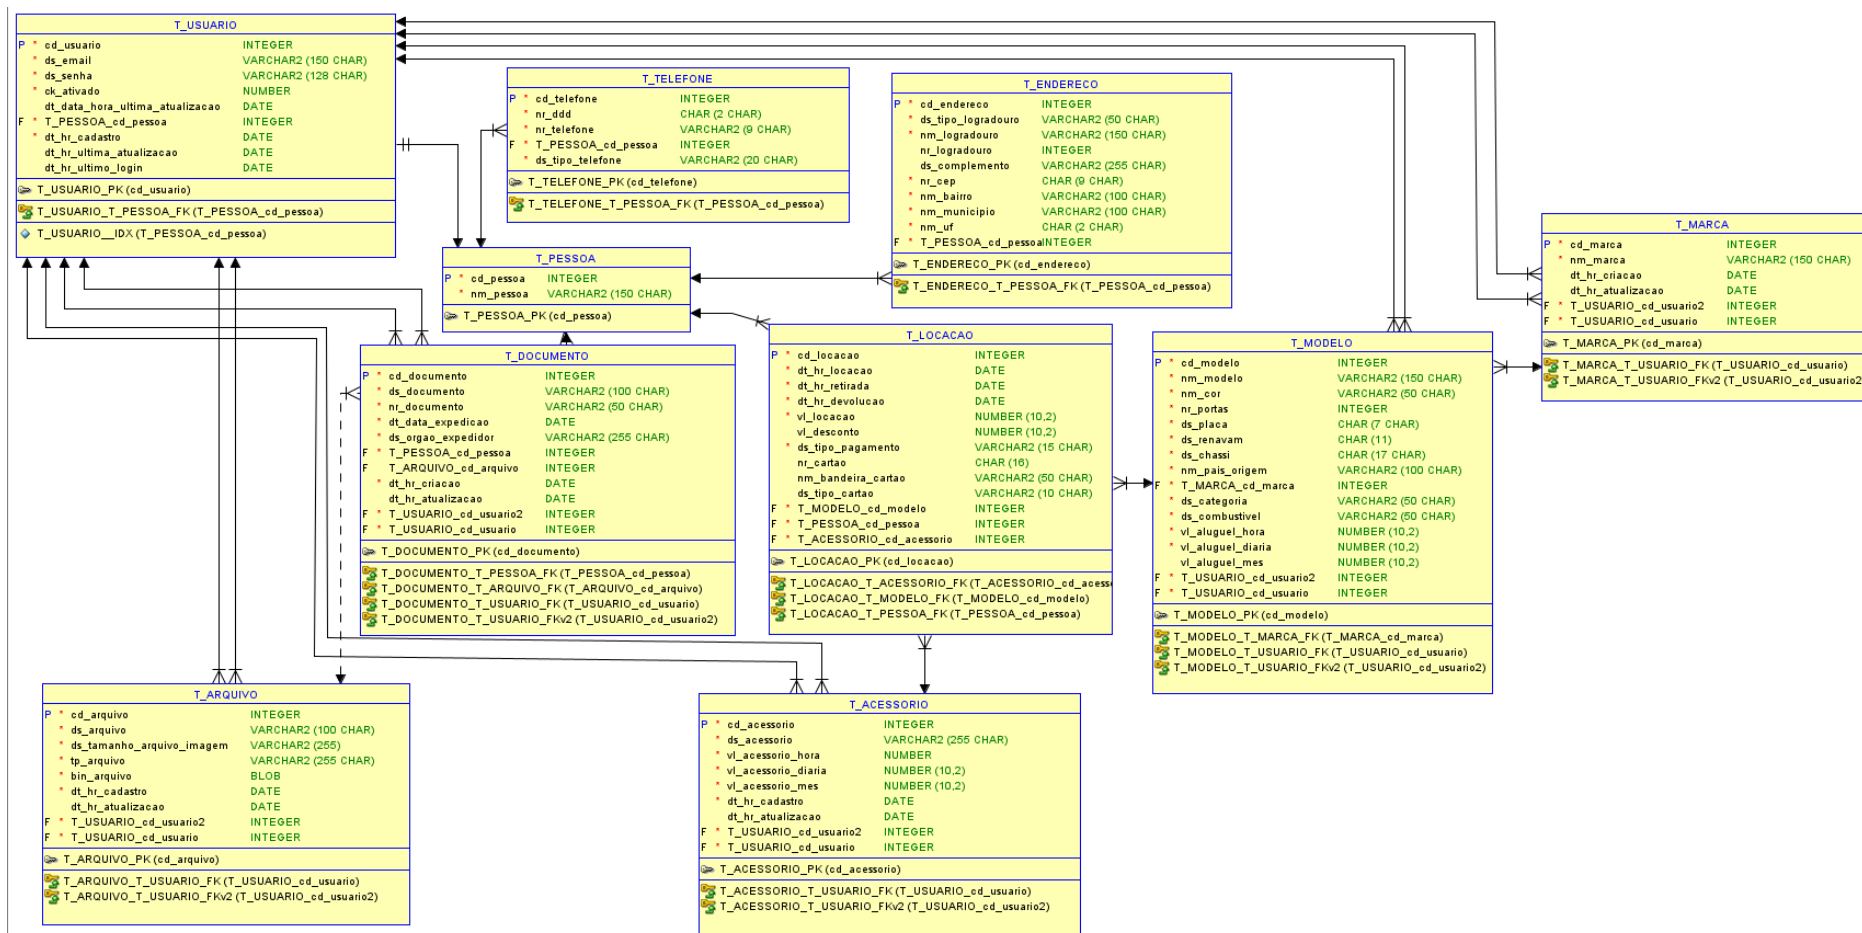 T_USUARIO
P * cd_usuario INTEGER
* ds_email VARCHAR2 (150 CHAR)
* ds_senha VARCHAR2 (128 CHAR)
* ck_ativado NUMBER
dt_data_hora_ultima_atualizacao DATE
F * T_PESSOA_cd_pessoa INTEGER
* dt_hr_cadastro DATE
dt_hr_ultima_atualizacao DATE
dt_hr_ultimo_login DATE
T_USUARIO_PK (cd_usuario)
T_USUARIO_T_PESSOA_FK (T_PESSOA_cd_pessoa)
T_USUARIO__IDX (T_PESSOA_cd_pessoa)
T_TELEFONE
P * cd_telefone INTEGER
* nr_ddd CHAR (2 CHAR)
* nr_telefone VARCHAR2 (9 CHAR)
F * T_PESSOA_cd_pessoa INTEGER
* ds_tipo_telefone VARCHAR2 (20 CHAR)
T_TELEFONE_PK (cd_telefone)
T_TELEFONE_T_PESSOA_FK (T_PESSOA_cd_pessoa)
T_ENDERECO
P * cd_endereco INTEGER
* ds_tipo_logradouro VARCHAR2 (50 CHAR)
* nm_logradouro VARCHAR2 (150 CHAR)
nr_logradouro INTEGER
ds_complemento VARCHAR2 (255 CHAR)
* nr_cep CHAR (9 CHAR)
* nm_bairro VARCHAR2 (100 CHAR)
* nm_municipio VARCHAR2 (100 CHAR)
* nm_uf CHAR (2 CHAR)
F * T_PESSOA_cd_pessoa INTEGER
T_ENDERECO_PK (cd_endereco)
T_ENDERECO_T_PESSOA_FK (T_PESSOA_cd_pessoa)
T_MARCA
P * cd_marca INTEGER
* nm_marca VARCHAR2 (150 CHAR)
dt_hr_criacao DATE
dt_hr_atualizacao DATE
F * T_USUARIO_cd_usuario2 INTEGER
F * T_USUARIO_cd_usuario INTEGER
T_MARCA_PK (cd_marca)
T_MARCA_T_USUARIO_FK (T_USUARIO_cd_usuario)
T_MARCA_T_USUARIO_FKv2 (T_USUARIO_cd_usuario2
T_PESSOA
P * cd_pessoa INTEGER
* nm_pessoa VARCHAR2 (150 CHAR)
T_PESSOA_PK (cd_pessoa)
T_DOCUMENTO
P * cd_documento INTEGER
* ds_documento VARCHAR2 (100 CHAR)
* nr_documento VARCHAR2 (50 CHAR)
* dt_data_expedicao DATE
* ds_orgao_expedidor VARCHAR2 (255 CHAR)
F * T_PESSOA_cd_pessoa INTEGER
F T_ARQUIVO_cd_arquivo INTEGER
* dt_hr_criacao DATE
dt_hr_atualizacao DATE
F * T_USUARIO_cd_usuario2 INTEGER
F * T_USUARIO_cd_usuario INTEGER
T_DOCUMENTO_PK (cd_documento)
T_DOCUMENTO_T_PESSOA_FK (T_PESSOA_cd_pessoa)
T_DOCUMENTO_T_ARQUIVO_FK (T_ARQUIVO_cd_arquivo)
T_DOCUMENTO_T_USUARIO_FK (T_USUARIO_cd_usuario)
T_DOCUMENTO_T_USUARIO_FKv2 (T_USUARIO_cd_usuario2)
T_LOCACAO
P * cd_locacao INTEGER
* dt_hr_locacao DATE
* dt_hr_retirada DATE
* dt_hr_devolucao DATE
* vl_locacao NUMBER (10,2)
vl_desconto NUMBER (10,2)
* ds_tipo_pagamento VARCHAR2 (15 CHAR)
nr_cartao CHAR (16)
nm_bandeira_cartao VARCHAR2 (50 CHAR)
ds_tipo_cartao VARCHAR2 (10 CHAR)
F * T_MODELO_cd_modelo INTEGER
F * T_PESSOA_cd_pessoa INTEGER
F * T_ACESSORIO_cd_acessorio INTEGER
T_LOCACAO_PK (cd_locacao)
T_LOCACAO_T_ACESSORIO_FK (T_ACESSORIO_cd_acesso
T_LOCACAO_T_MODELO_FK (T_MODELO_cd_modelo)
T_LOCACAO_T_PESSOA_FK (T_PESSOA_cd_pessoa)
T_MODELO
P * cd_modelo INTEGER
* nm_modelo VARCHAR2 (150 CHAR)
* nm_cor VARCHAR2 (50 CHAR)
* nr_portas INTEGER
* ds_placa CHAR (7 CHAR)
* ds_renavam CHAR (11)
* ds_chassi CHAR (17 CHAR)
* nm_pais_origem VARCHAR2 (100 CHAR)
F * T_MARCA_cd_marca INTEGER
* ds_categoria VARCHAR2 (50 CHAR)
* ds_combustivel VARCHAR2 (50 CHAR)
* vl_aluguel_hora NUMBER (10,2)
* vl_aluguel_diaria NUMBER (10,2)
vl_aluguel_mes NUMBER (10,2)
F * T_USUARIO_cd_usuario2 INTEGER
F * T_USUARIO_cd_usuario INTEGER
T_MODELO_PK (cd_modelo)
T_MODELO_T_MARCA_FK (T_MARCA_cd_marca)
T_MODELO_T_USUARIO_FK (T_USUARIO_cd_usuario)
T_MODELO_T_USUARIO_FKv2 (T_USUARIO_cd_usuario2)
T_ARQUIVO
P * cd_arquivo INTEGER
* ds_arquivo VARCHAR2 (100 CHAR)
* ds_tamanho_arquivo_imagem VARCHAR2 (255)
* tp_arquivo VARCHAR2 (255 CHAR)
* bin_arquivo BLOB
* dt_hr_cadastro DATE
dt_hr_atualizacao DATE
F * T_USUARIO_cd_usuario2 INTEGER
F * T_USUARIO_cd_usuario INTEGER
T_ARQUIVO_PK (cd_arquivo)
T_ARQUIVO_T_USUARIO_FK (T_USUARIO_cd_usuario)
T_ARQUIVO_T_USUARIO_FKv2 (T_USUARIO_cd_usuario2)
T_ACESSORIO
P * cd_acessorio INTEGER
* ds_acessorio VARCHAR2 (255 CHAR)
* vl_acessorio_hora NUMBER
* vl_acessorio_diaria NUMBER (10,2)
* vl_acessorio_mes NUMBER (10,2)
* dt_hr_cadastro DATE
dt_hr_atualizacao DATE
F * T_USUARIO_cd_usuario2 INTEGER
F * T_USUARIO_cd_usuario INTEGER
T_ACESSORIO_PK (cd_acessorio)
T_ACESSORIO_T_USUARIO_FK (T_USUARIO_cd_usuario)
T_ACESSORIO_T_USUARIO_FKv2 (T_USUARIO_cd_usuario2)